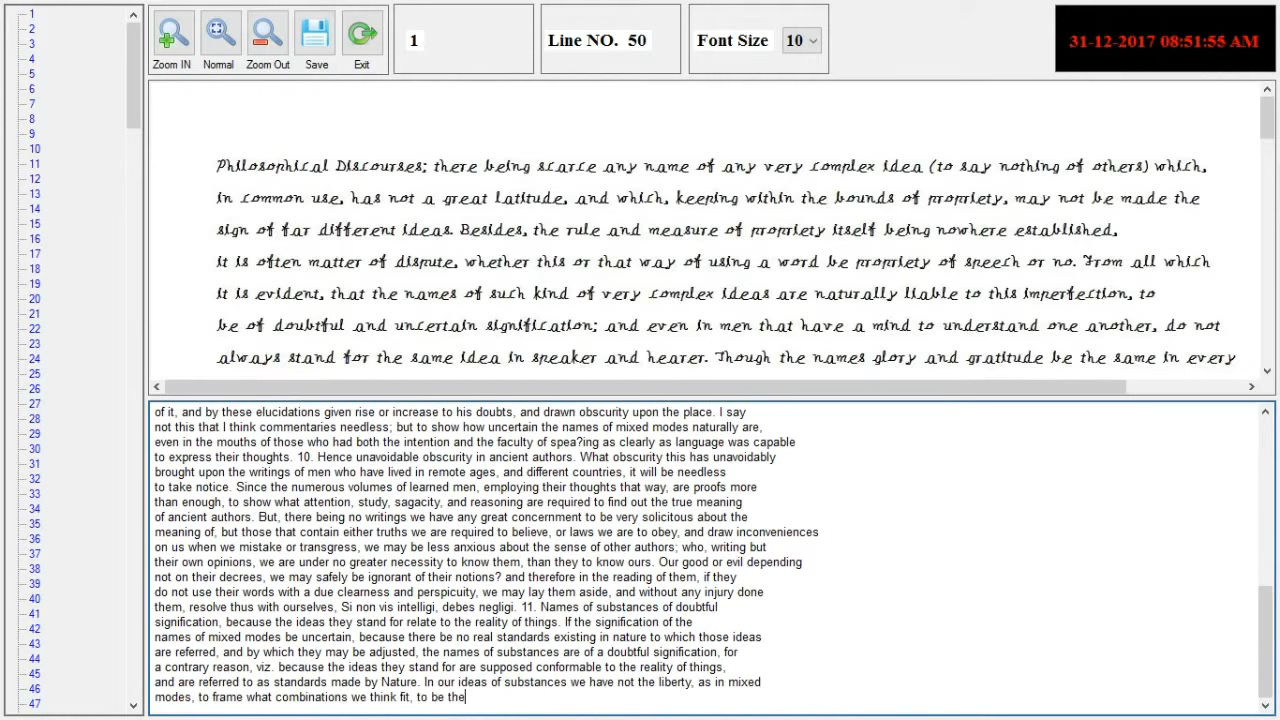 1
2
3
4
5
6
7
8
9
10
11
12
13
14
15
16
17
18
19
20
21
22
23
24
25
26
27
28
29
30
31
32
33
34
35
36
37
38
39
40
41
42
43
44
45
46
47
Zoom IN Normal Zoom Out Save Exit
1
Line NO. 50
Font Size 10
31-12-2017 08:51:55 AM
Philosophical Discourses; there being scarce any name of any very complex idea (to say nothing of others) which,
in common use, has not a great latitude, and which, keeping within the bounds of propriety, may not be made the
sign of far different ideas. Besides, the rule and measure of propriety itself being nowhere established,
it is often matter of dispute, whether this or that way of using a word be propriety of speech or no. From all which
it is evident, that the names of such kind of very complex ideas are naturally liable to this imperfection, to
be of doubtful and uncertain signification; and even in men that have a mind to understand one another, do not
always stand for the same idea in speaker and hearer. Though the names glory and gratitude be the same in every
of it, and by these elucidations given rise or increase to his doubts, and drawn obscurity upon the place. I say
not this that I think commentaries needless; but to show how uncertain the names of mixed modes naturally are,
even in the mouths of those who had both the intention and the faculty of spea?ing as clearly as language was capable
to express their thoughts. 10. Hence unavoidable obscurity in ancient authors. What obscurity this has unavoidably
brought upon the writings of men who have lived in remote ages, and different countries, it will be needless
to take notice. Since the numerous volumes of learned men, employing their thoughts that way, are proofs more
than enough, to show what attention, study, sagacity, and reasoning are required to find out the true meaning
of ancient authors. But, there being no writings we have any great concernment to be very solicitous about the
meaning of, but those that contain either truths we are required to believe, or laws we are to obey, and draw inconveniences
on us when we mistake or transgress, we may be less anxious about the sense of other authors; who, writing but
their own opinions, we are under no greater necessity to know them, than they to know ours. Our good or evil depending
not on their decrees, we may safely be ignorant of their notions? and therefore in the reading of them, if they
do not use their words with a due clearness and perspicuity, we may lay them aside, and without any injury done
them, resolve thus with ourselves, Si non vis intelligi, debes negligi. 11. Names of substances of doubtful
signification, because the ideas they stand for relate to the reality of things. If the signification of the
names of mixed modes be uncertain, because there be no real standards existing in nature to which those ideas
are referred, and by which they may be adjusted, the names of substances are of a doubtful signification, for
a contrary reason, viz. because the ideas they stand for are supposed conformable to the reality of things,
and are referred to as standards made by Nature. In our ideas of substances we have not the liberty, as in mixed
modes, to frame what combinations we think fit, to be the